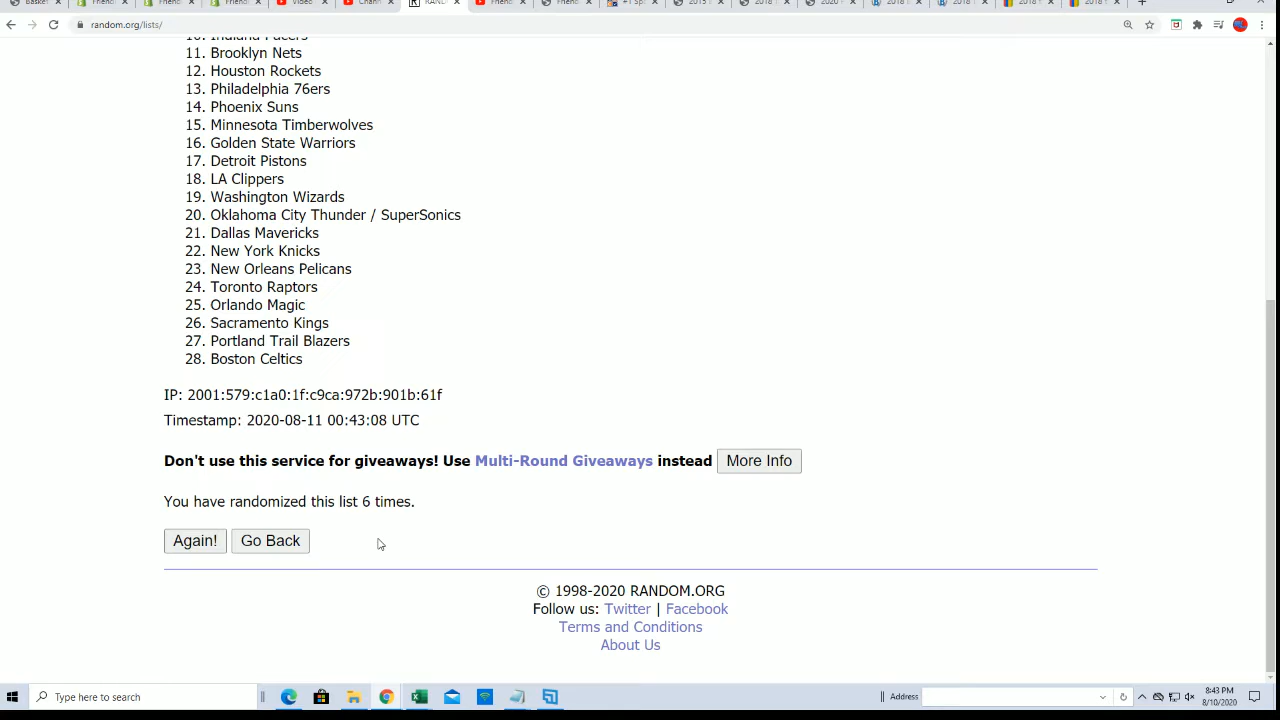 random.org/lists/
10. Indiana Pacers
11. Brooklyn Nets
12. Houston Rockets
13. Philadelphia 76ers
14. Phoenix Suns
15. Minnesota Timberwolves
16. Golden State Warriors
17. Detroit Pistons
18. LA Clippers
19. Washington Wizards
20. Oklahoma City Thunder / SuperSonics
21. Dallas Mavericks
22. New York Knicks
23. New Orleans Pelicans
24. Toronto Raptors
25. Orlando Magic
26. Sacramento Kings
27. Portland Trail Blazers
28. Boston Celtics
IP: 2001:579:c1a0:1f:c9ca:972b:901b:61f
Timestamp: 2020-08-11 00:43:08 UTC
Don't use this service for giveaways! Use Multi-Round Giveaways instead More Info
You have randomized this list 6 times.
Again! Go Back
© 1998-2020 RANDOM.ORG
Follow us: Twitter | Facebook
Terms and Conditions
About Us
Type here to search
Address
8:43 PM
8/10/2020